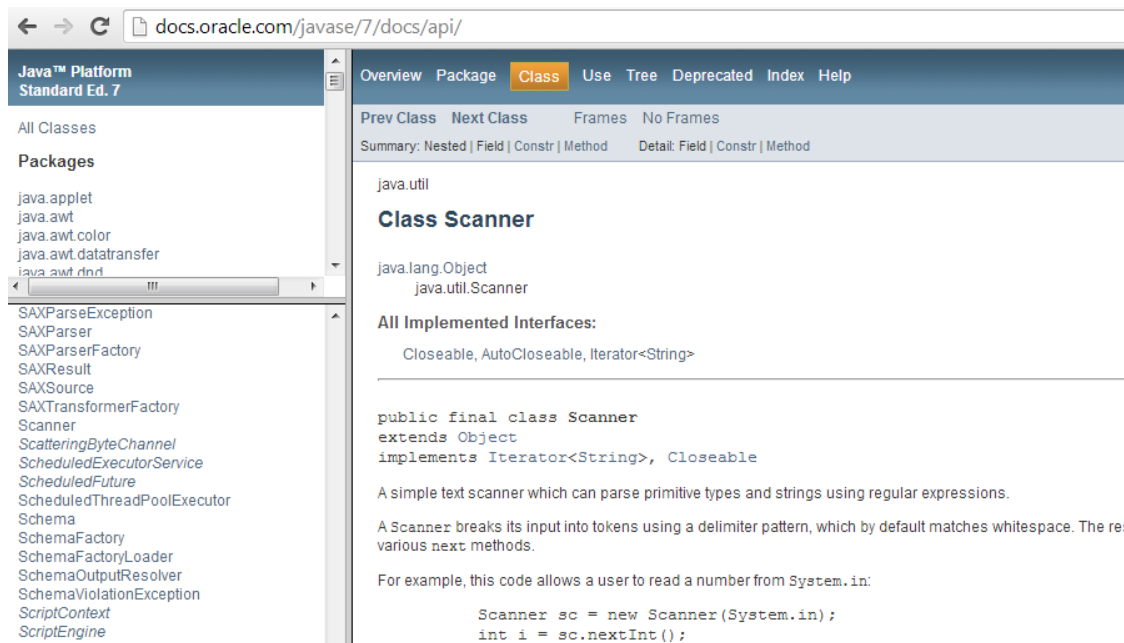 docs.oracle.com/javase/7/docs/api/
Java™ Platform
Standard Ed. 7
All Classes
Packages
java.applet
java.awt
java.awt.color
java.awt.datatransfer
java.awt.dnd
SAXParseException
SAXParser
SAXParserFactory
SAXResult
SAXSource
SAXTransformerFactory
Scanner
ScatteringByteChannel
ScheduledExecutorService
ScheduledFuture
ScheduledThreadPoolExecutor
Schema
SchemaFactory
SchemaFactoryLoader
SchemaOutputResolver
SchemaViolationException
ScriptContext
ScriptEngine
Overview Package Class Use Tree Deprecated Index Help
Prev Class Next Class Frames No Frames
Summary: Nested | Field | Constr | Method Detail: Field | Constr | Method
java.util
Class Scanner
java.lang.Object
java.util.Scanner
All Implemented Interfaces:
Closeable, AutoCloseable, Iterator<String>
public final class Scanner
extends Object
implements Iterator<String>, Closeable
A simple text scanner which can parse primitive types and strings using regular expressions.
A Scanner breaks its input into tokens using a delimiter pattern, which by default matches whitespace. The re
various next methods.
For example, this code allows a user to read a number from System.in:
Scanner sc = new Scanner(System.in);
int i = sc.nextInt();